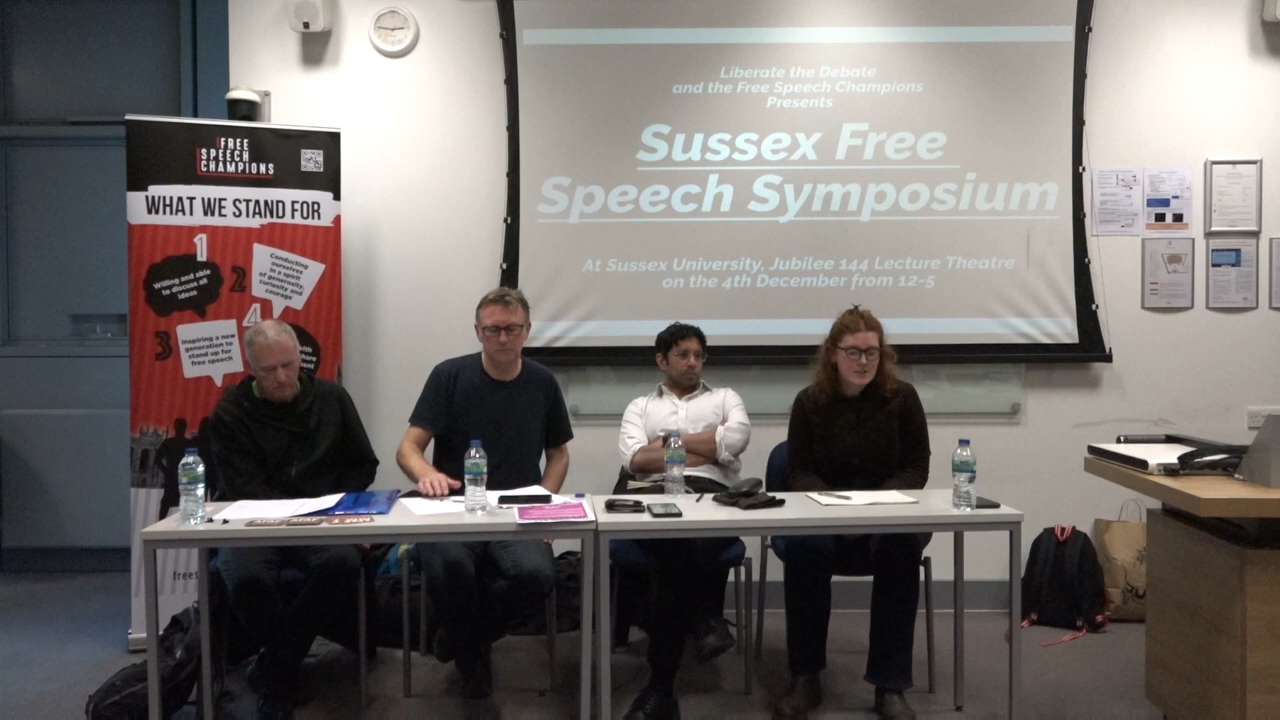 Liberate the Debate
and the Free Speech Champions
Presents
Sussex Free
Speech Symposium
At Sussex University, Jubilee 144 Lecture Theatre
on the 4th December from 12-5
FREE
SPEECH
CHAMPIONS
WHAT WE STAND FOR
1
Willing and able
to discuss all
ideas
2
Conducting
ourselves
in a spirit
of generosity,
curiosity and
courage
3
Inspiring a new
generation to
stand up for
free speech
4
with
frees